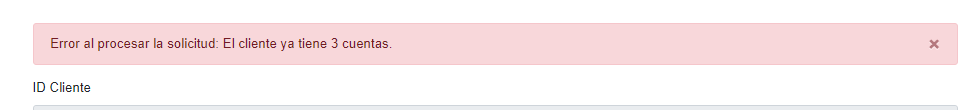 Error al procesar la solicitud: El cliente ya tiene 3 cuentas.
ID Cliente